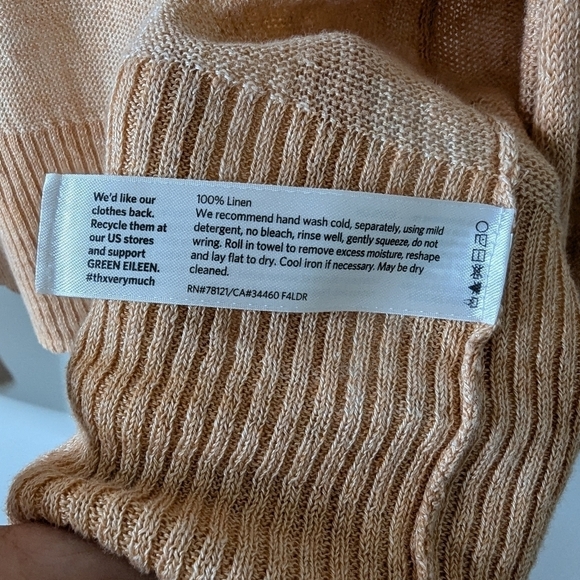 We'd like our
clothes back.
Recycle them at
our US stores
and support
GREEN EILEEN.
#thxverymuch
100% Linen
We recommend hand wash cold, separately, using mild
detergent, no bleach, rinse well, gently squeeze, do not
wring. Roll in towel to remove excess moisture, reshape
and lay flat to dry. Cool iron if necessary. May be dry
cleaned.
RN#78121/CA#34460 F4LDR